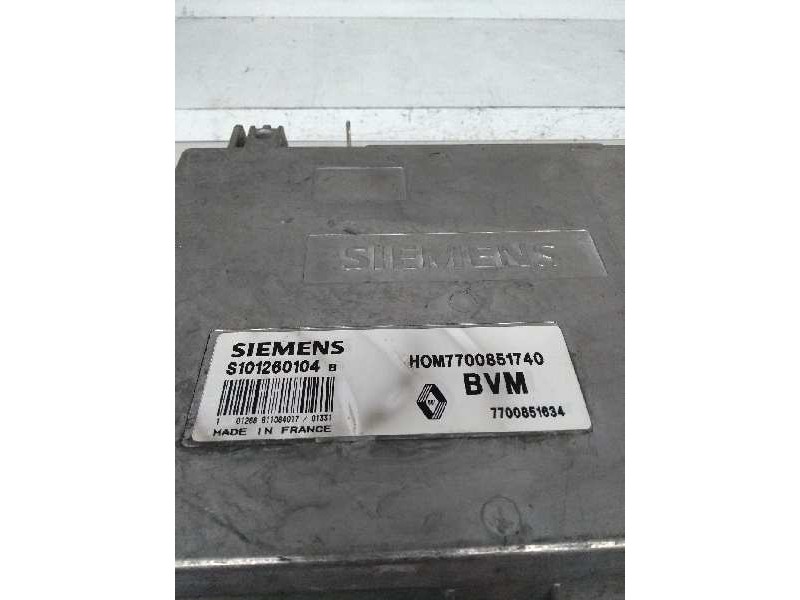 SIEMENS
SIEMENS
S101260104 B
HOM7700851740
BVM
7700851634
MADE IN FRANCE